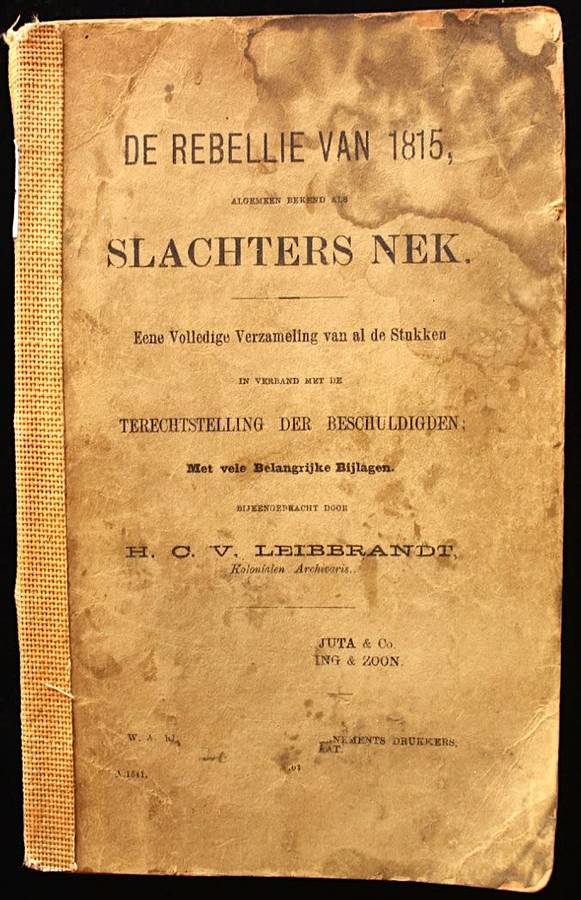 DE REBELLIE VAN 1815,
ALGEMEEN BEKEND ALS
SLACHTERS NEK.
Eene Volledige Verzameling van al de Stukken
IN VERBAND MET DE
TERECHTSTELLING DER BESCHULDIGDEN;
Met vele Belangrijke Bijlagen.
BIJEENGEBRACHT DOOR
H. C. V. LEIBBRANDT,
Kolonialen Archivaris.
JUTA & Co.
ING & ZOON.
W. A.
NEMENTS DRUKKERS,